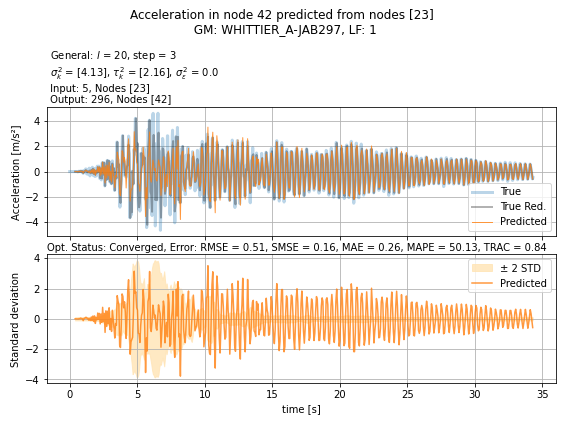 Acceleration in node 42 predicted from nodes [23]
GM: WHITTIER_A-JAB297, LF: 1
General: l = 20, step = 3
σ²ₖ = [4.13], τ²ₖ = [2.16], σ²ε = 0.0
Input: 5, Nodes [23]
Output: 296, Nodes [42]
Acceleration [m/s²]
4
2
0
−2
−4
True
True Red.
Predicted
Opt. Status: Converged, Error: RMSE = 0.51, SMSE = 0.16, MAE = 0.26, MAPE = 50.13, TRAC = 0.84
Standard deviation
4
2
0
−2
−4
± 2 STD
Predicted
0 5 10 15 20 25 30 35
time [s]